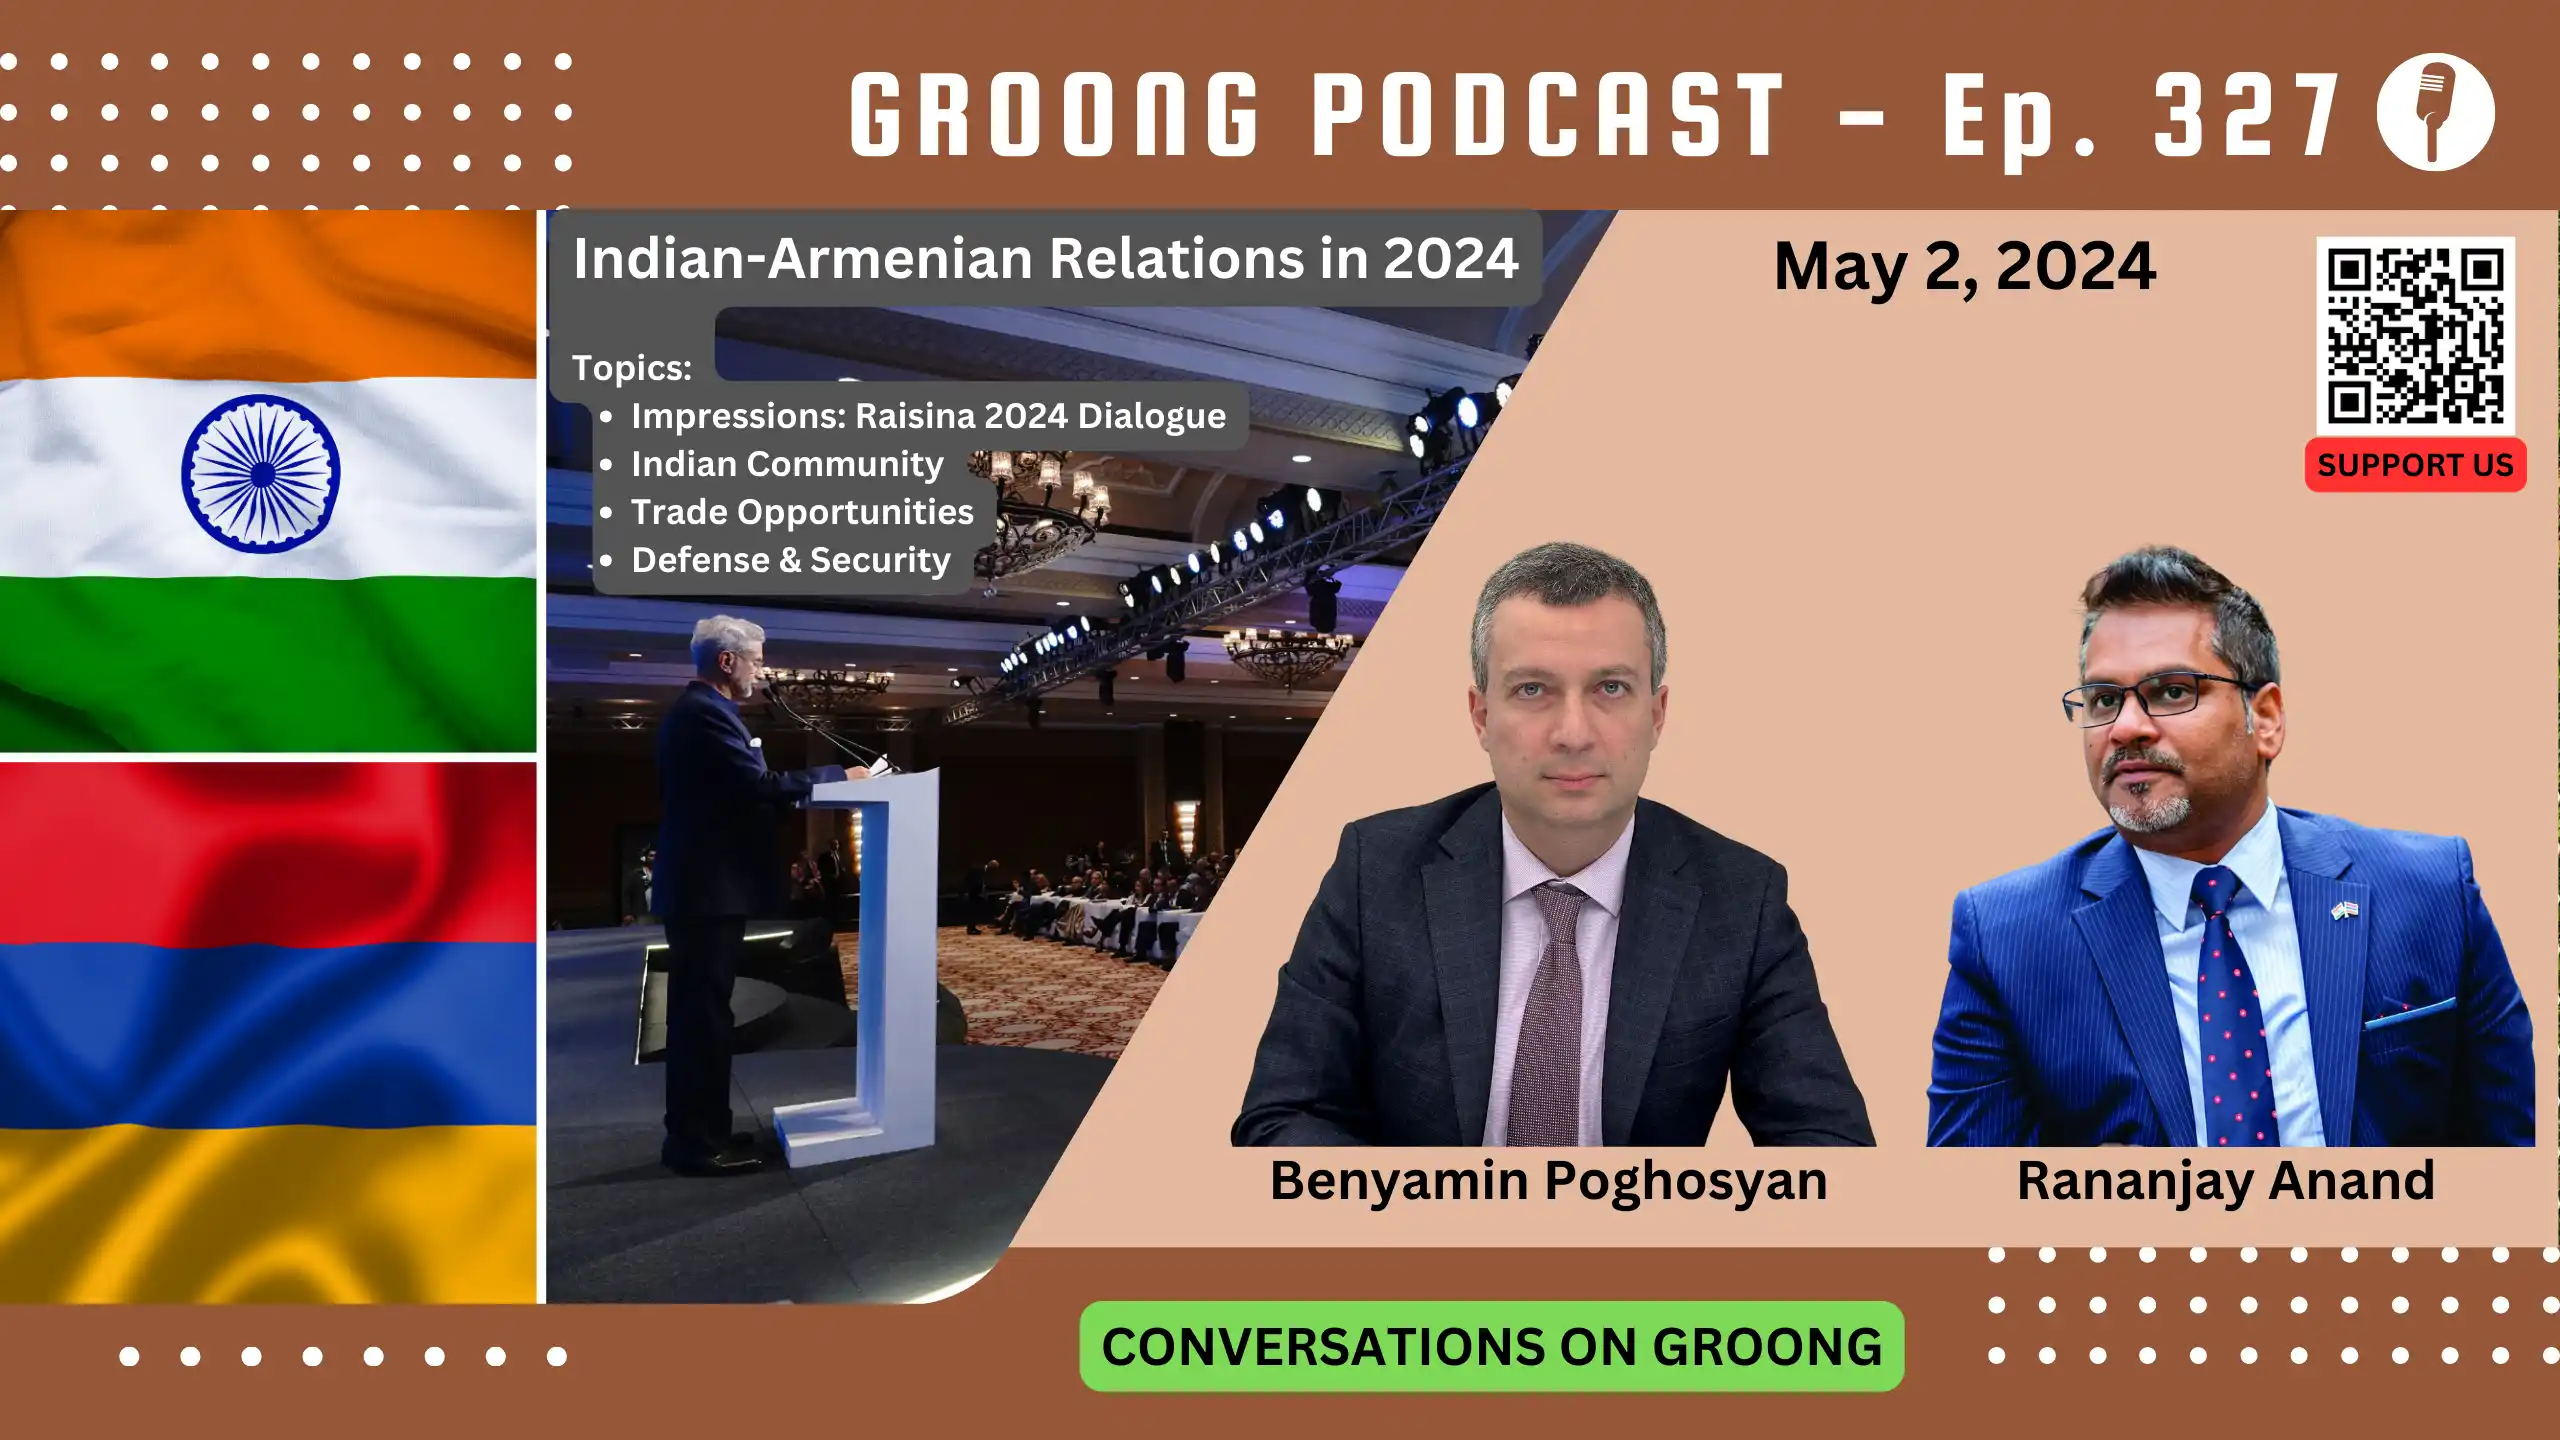 GROONG PODCAST – Ep. 327
Indian-Armenian Relations in 2024
Topics:
• Impressions: Raisina 2024 Dialogue
• Indian Community
• Trade Opportunities
• Defense & Security
May 2, 2024
SUPPORT US
Benyamin Poghosyan
Rananjay Anand
CONVERSATIONS ON GROONG